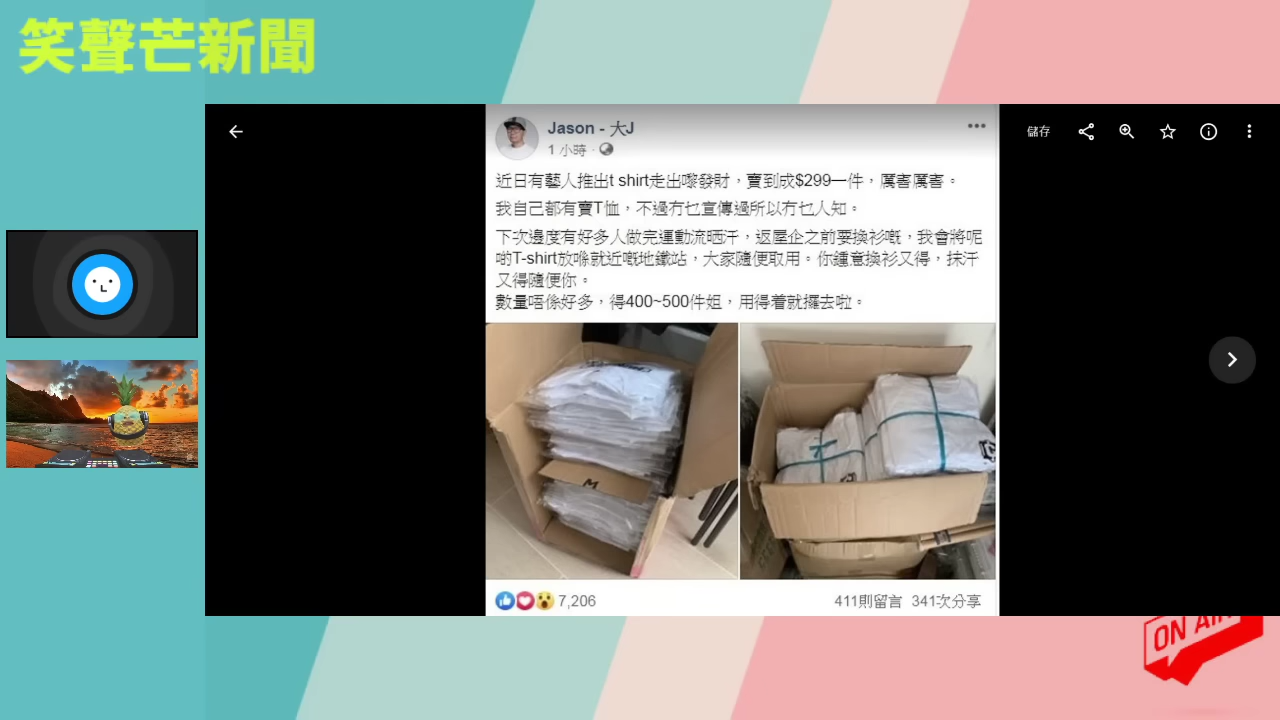 笑聲芒新聞
Jason - 大J
1 小時
儲存
近日有藝人推出t shirt走出嚟發財，賣到成$299一件，厲害厲害。
我自己都有賣T恤，不過冇乜宣傳過所以冇乜人知。
下次邊度有好多人做完運動流晒汗，返屋企之前要換衫嘅，我會將呢
啲T-shirt放喺就近嘅地鐵站，大家隨便取用。你鍾意換衫又得，抹汗
又得隨便你。
數量唔係好多，得400~500件姐，用得着就攞去啦。
M
7,206
411則留言 341次分享
ON AIR